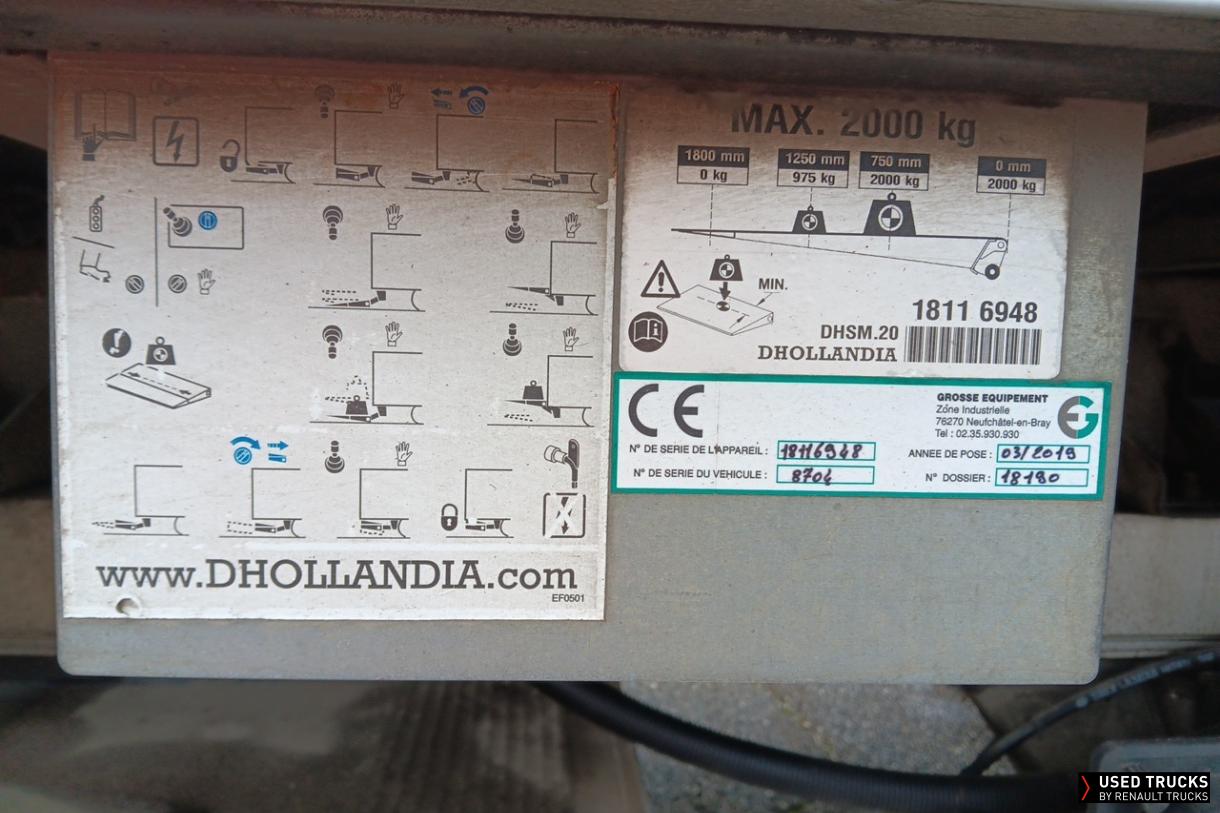 MAX. 2000 kg
1800 mm 1250 mm 750 mm 0 mm
0 kg 975 kg 2000 kg 2000 kg
MIN.
1811 6948
DHSM.20
DHOLLANDIA
CE
GROSSE EQUIPEMENT
Zône Industrielle
76270 Neufchâtel-en-Bray
Tel : 02.35.930.930
EG
N° DE SERIE DE L'APPAREIL : 18116948
ANNEE DE POSE : 03/2019
N° DE SERIE DU VEHICULE : 8704
N° DOSSIER : 18190
www.DHOLLANDIA.com
EF0501
USED TRUCKS
BY RENAULT TRUCKS